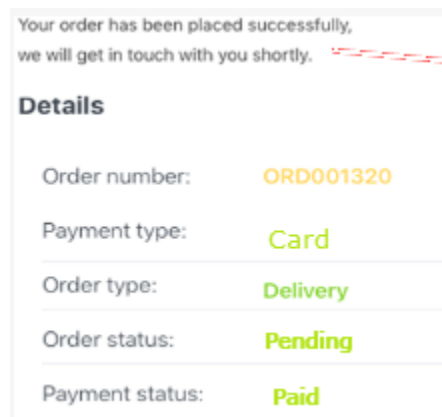 Your order has been placed successfully,
we will get in touch with you shortly.
Details
Order number: ORD001320
Payment type: Card
Order type: Delivery
Order status: Pending
Payment status: Paid